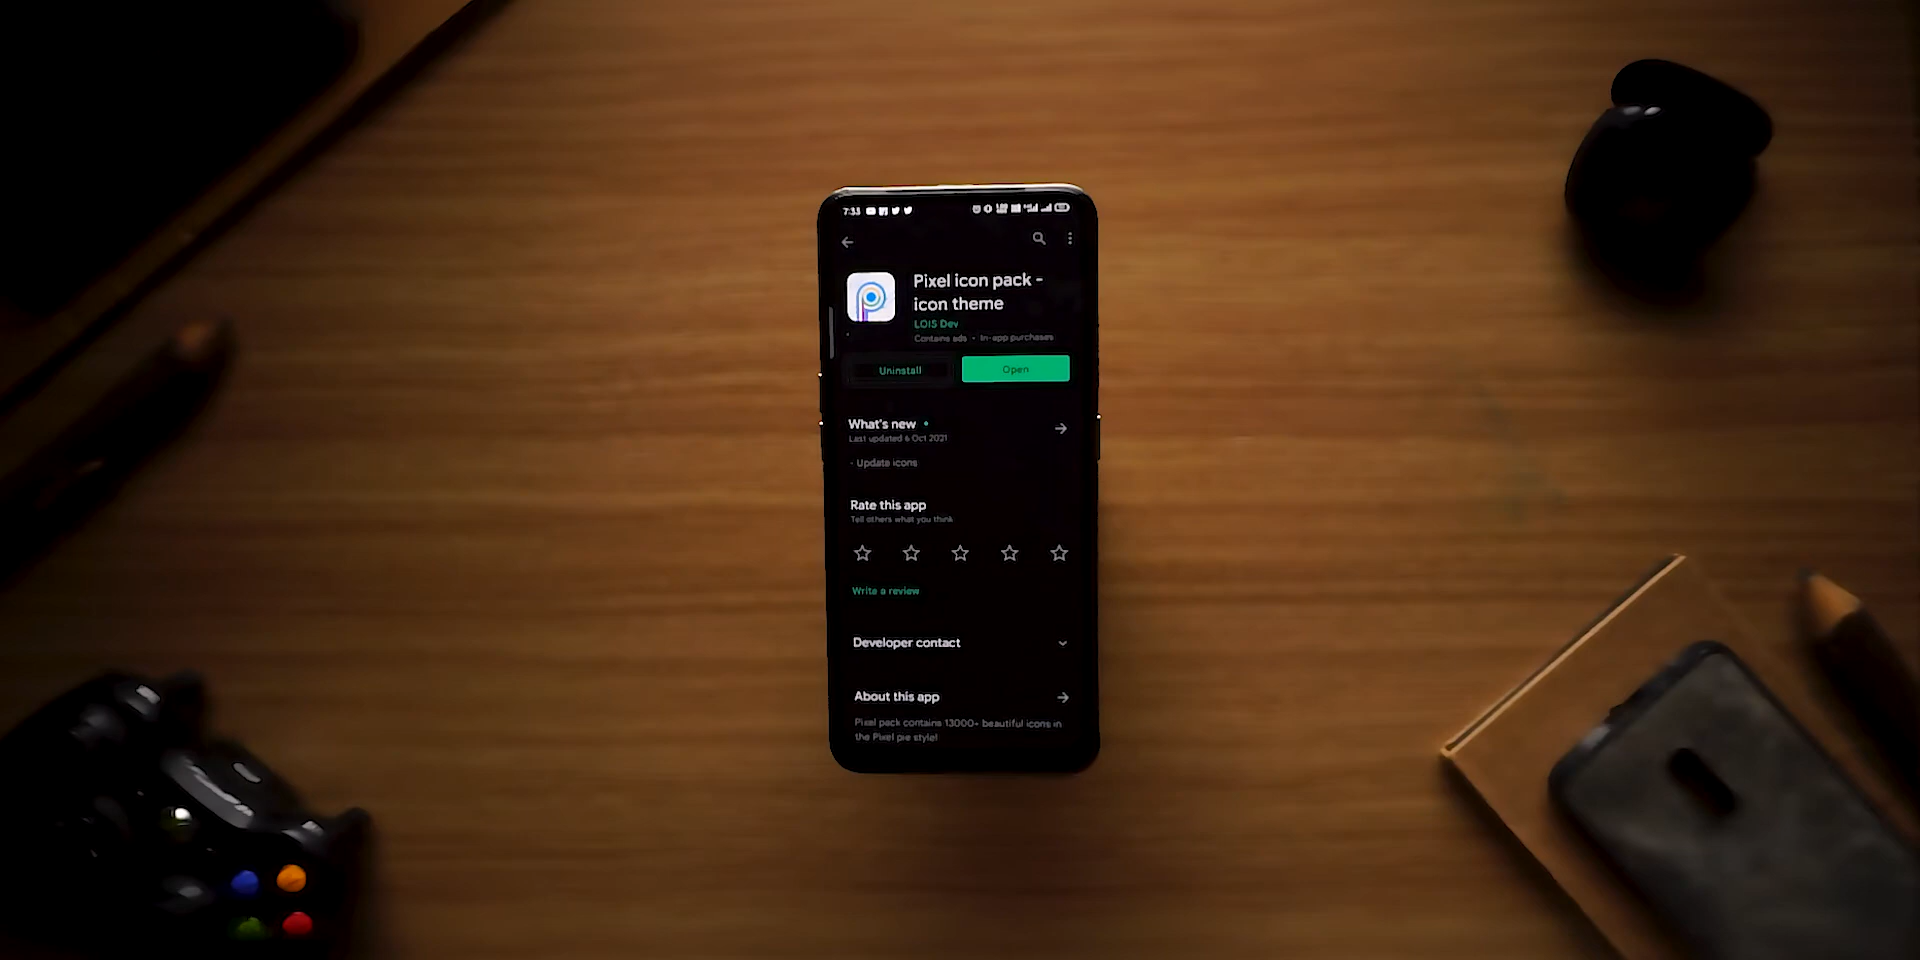 7:33
Pixel icon pack -
icon theme
LOIS Dev
Contains ads • In-app purchases
Uninstall
Open
What's new •
Last updated 6 Oct 2021
- Update icons
Rate this app
Tell others what you think
Write a review
Developer contact
About this app
Pixel pack contains 13000+ beautiful icons in
the Pixel pie style!